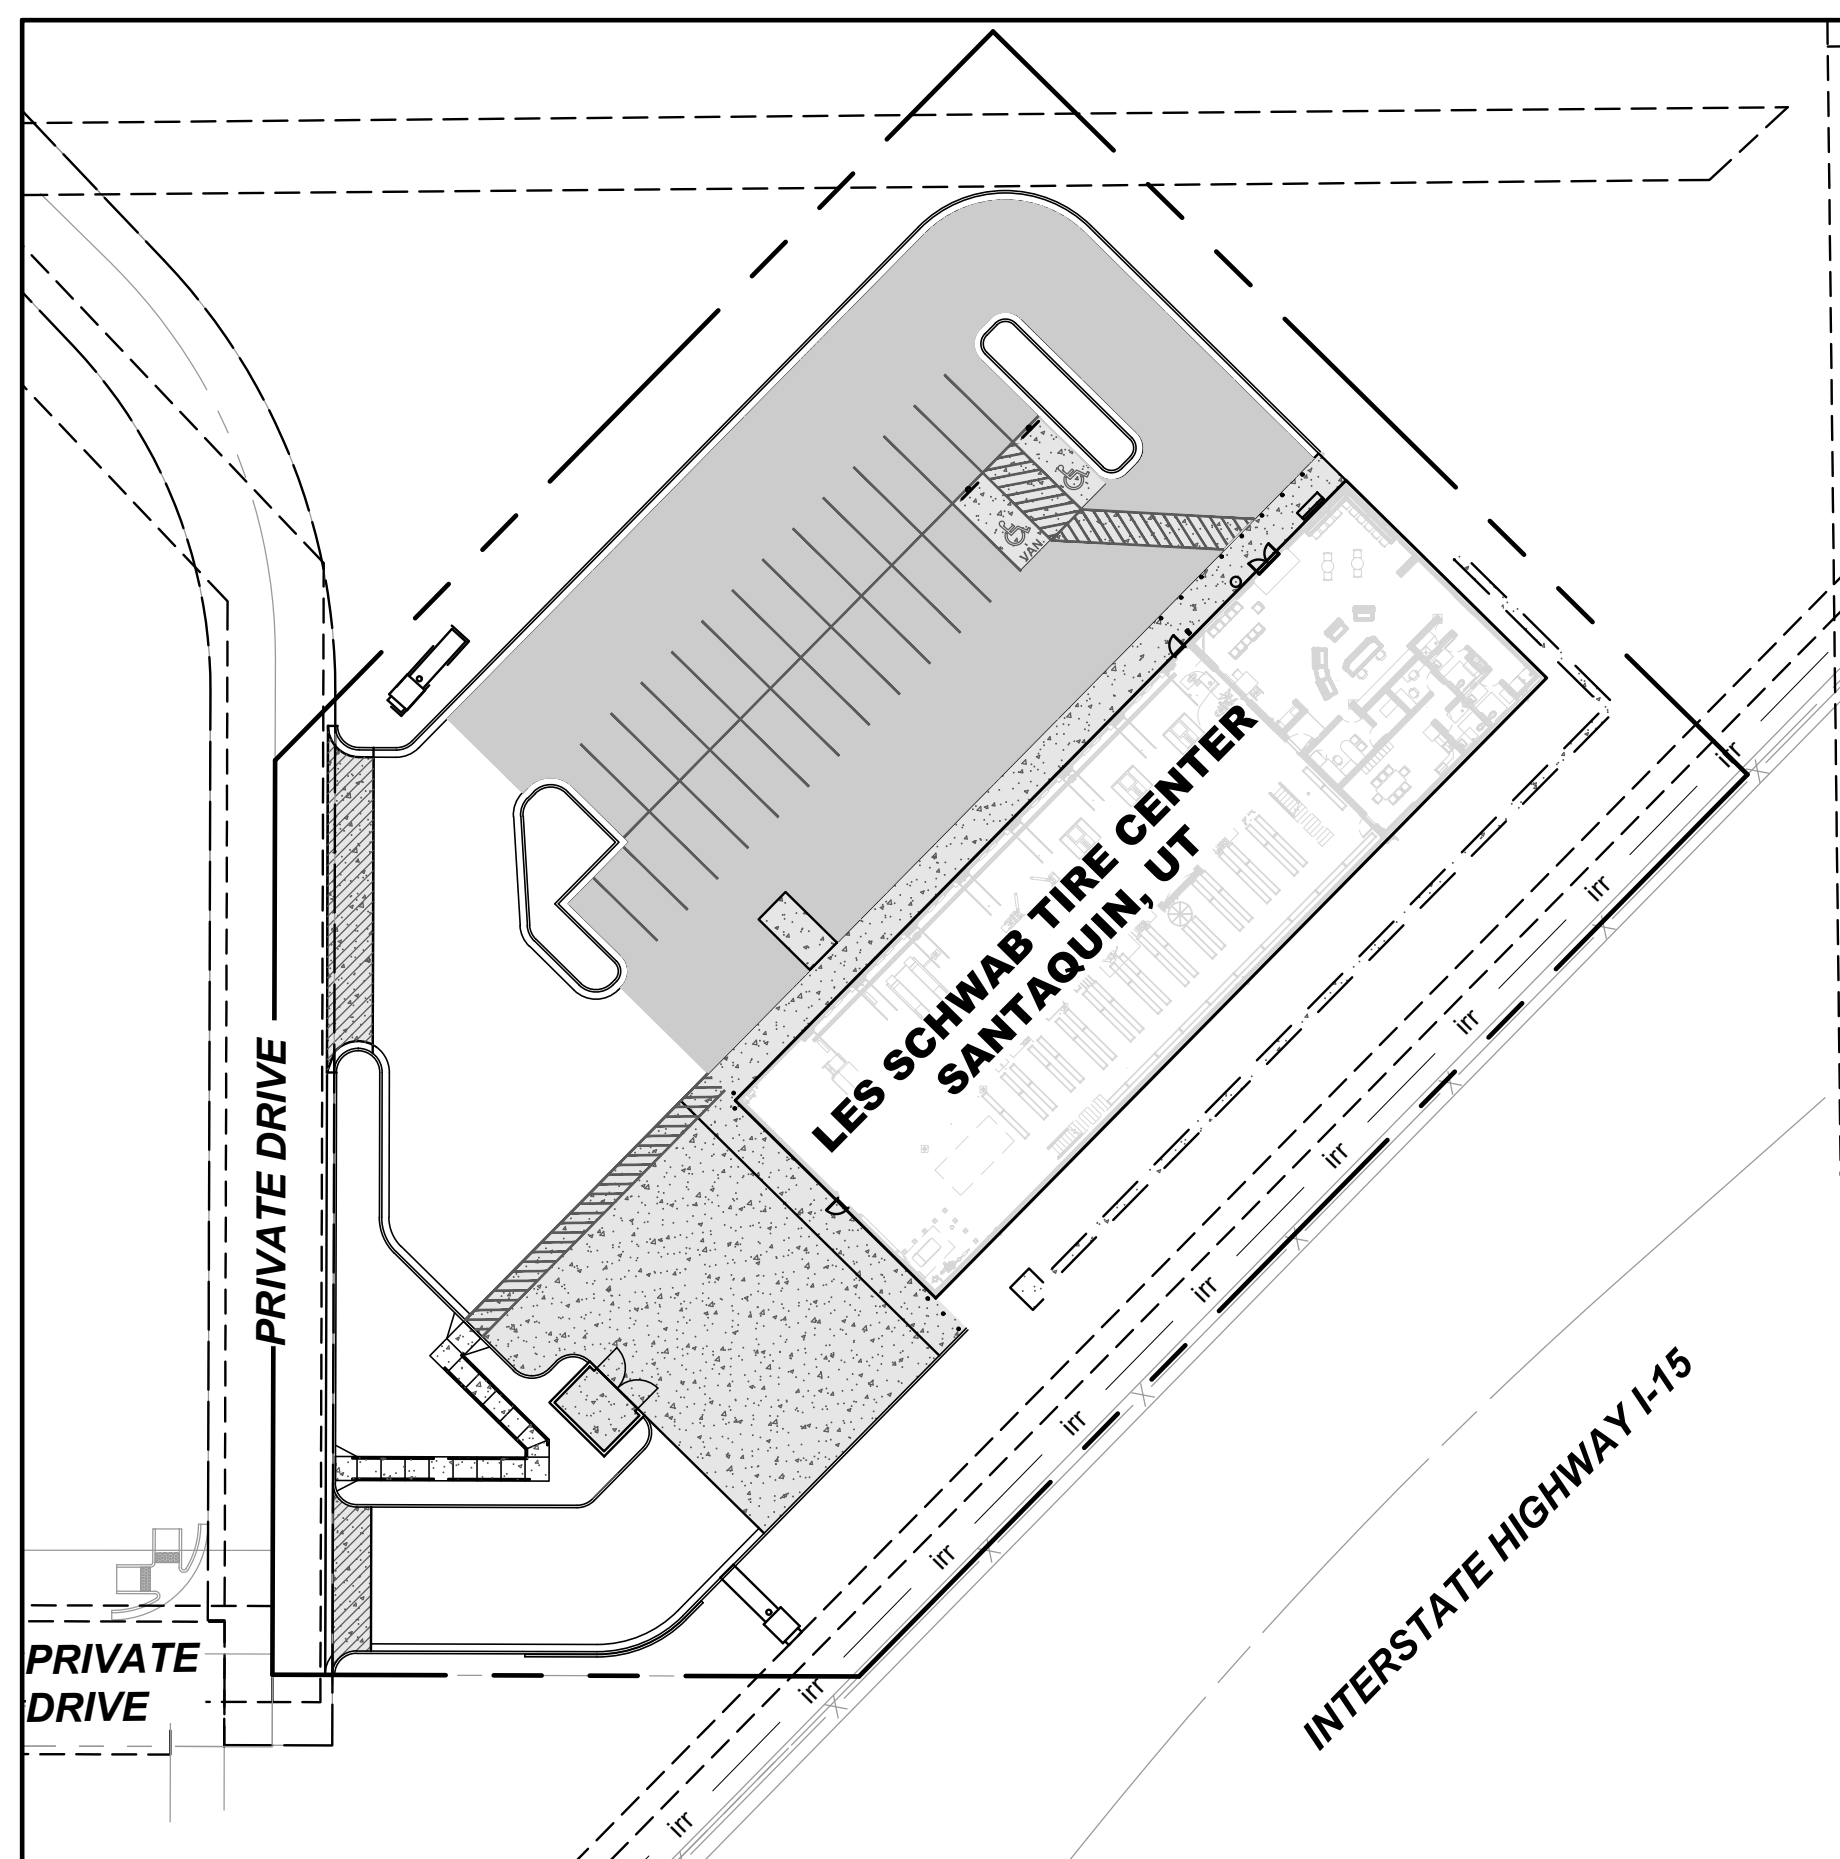 VAN
irr
LES SCHWAB TIRE CENTER
SANTAQUIN, UT
irr
irr
PRIVATE DRIVE
irr
irr
irr
INTERSTATE HIGHWAY I-15
irr
PRIVATE
DRIVE
irr
irr